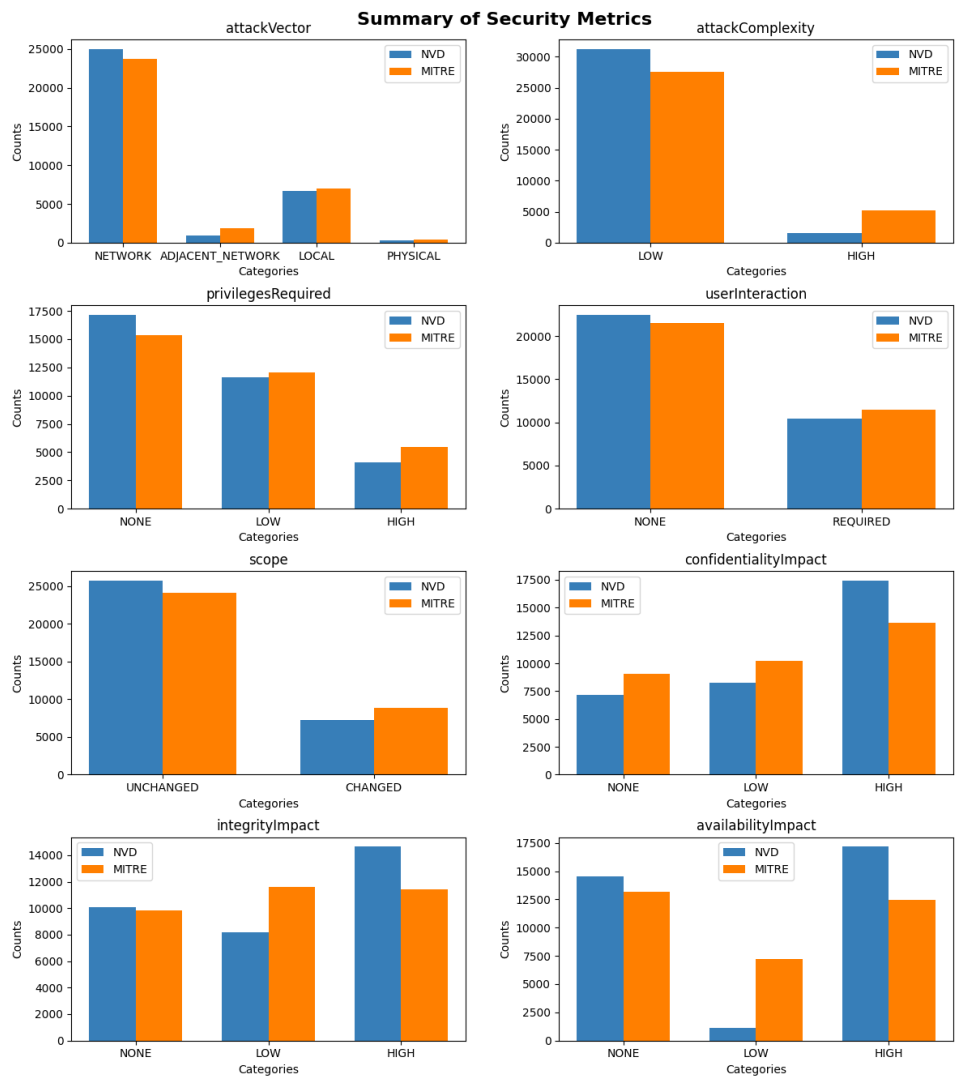 Summary of Security Metrics
attackVector
25000
20000
15000
10000
5000
0
Counts
NVD
MITRE
NETWORK ADJACENT_NETWORK LOCAL PHYSICAL
Categories
attackComplexity
30000
25000
20000
15000
10000
5000
0
Counts
NVD
MITRE
LOW HIGH
Categories
privilegesRequired
17500
15000
12500
10000
7500
5000
2500
0
Counts
NVD
MITRE
NONE LOW HIGH
Categories
userInteraction
20000
15000
10000
5000
0
Counts
NVD
MITRE
NONE REQUIRED
Categories
scope
25000
20000
15000
10000
5000
0
Counts
NVD
MITRE
UNCHANGED CHANGED
Categories
confidentialityImpact
17500
15000
12500
10000
7500
5000
2500
0
Counts
NVD
MITRE
NONE LOW HIGH
Categories
integrityImpact
14000
12000
10000
8000
6000
4000
2000
0
Counts
NVD
MITRE
NONE LOW HIGH
Categories
availabilityImpact
17500
15000
12500
10000
7500
5000
2500
0
Counts
NVD
MITRE
NONE LOW HIGH
Categories